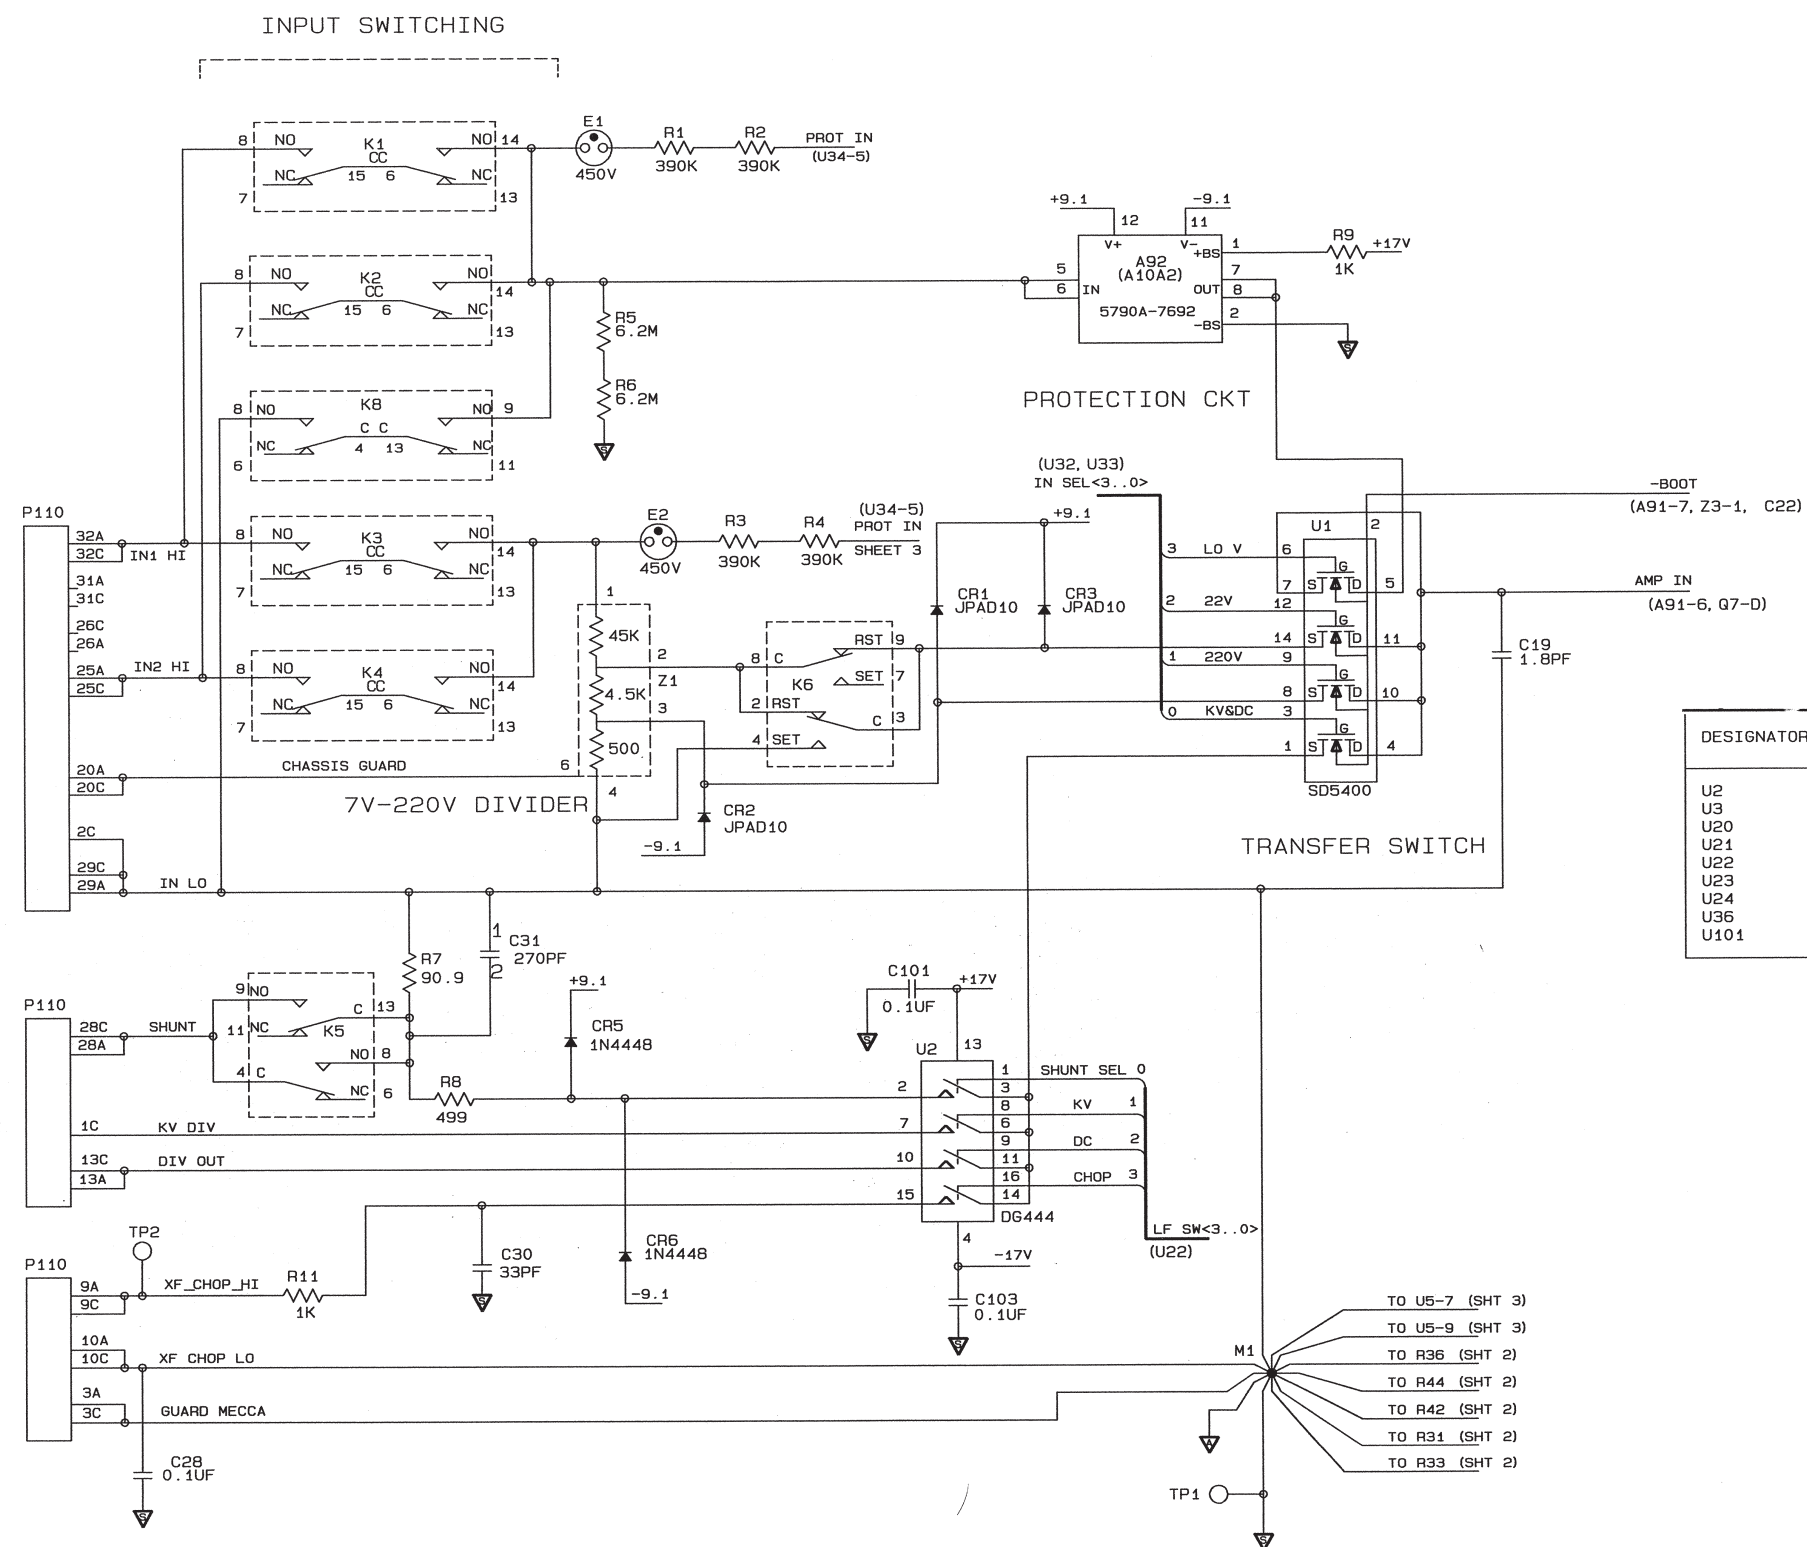 INPUT SWITCHING
8 NO K1 NO 14
CC
NC 15 6 NC
7 13
E1
450V
R1
390K
R2
390K
PROT IN
(U34-5)
8 NO K2 NO
CC 14
NC 15 6 NC
7 13
R5
6.2M
R6
6.2M
S
+9.1 -9.1
12 11
V+ V-
A92
(A10A2)
5790A-7692
5
6 IN
+BS 1
7
OUT 8
-BS 2
R9
1K
+17V
S
PROTECTION CKT
8 NO K8 NO 9
C C
NC 4 13 NC
6 11
P110
32A
32C
IN1 HI
31A
31C
26C
26A
25A
25C
IN2 HI
20A
20C
CHASSIS GUARD
2C
29C
29A
IN LO
8 NO K3 NO
CC 14
NC 15 6 NC
7 13
8 NO K4 NO
CC 14
NC 15 6 NC
7 13
E2
450V
R3
390K
R4
390K
(U34-5)
PROT IN
SHEET 3
1
45K
2
Z1
4.5K
3
500
6
4
7V-220V DIVIDER
8 C RST 9
K6 SET 7
2 RST
C 3
4 SET
CR2
JPAD10
-9.1
+9.1
CR1
JPAD10
CR3
JPAD10
(U32, U33)
IN SEL<3..0>
3 LO V 6
2 22V 12
14
1 220V 9
8
0 KV&DC 3
1
U1 2
G
7 S D 5
G
S D 11
G
S D 10
G
S D 4
SD5400
TRANSFER SWITCH
-BOOT
(A91-7, Z3-1, C22)
AMP IN
(A91-6, Q7-D)
C19
1.8PF
DESIGNATOR
U2
U3
U20
U21
U22
U23
U24
U36
U101
P110
28C
28A
SHUNT
1C
KV DIV
13C
13A
DIV OUT
9 NO
C 13
11 NC K5
NO 8
4 C
NC 6
R7
90.9
1
C31
270PF
2
R8
499
+9.1
CR5
1N4448
CR6
1N4448
-9.1
C101
0.1UF
+17V
S
13
U2
2
7
10
15
1
3
8
6
9
11
16
14
DG444
4
-17V
C103
0.1UF
S
SHUNT SEL 0
KV 1
DC 2
CHOP 3
LF SW<3..0>
(U22)
P110
TP2
9A
9C
XF_CHOP_HI
R11
1K
C30
33PF
S
10A
10C
XF CHOP LO
3A
3C
GUARD MECCA
C28
0.1UF
S
M1
TO U5-7 (SHT 3)
TO U5-9 (SHT 3)
TO R36 (SHT 2)
TO R44 (SHT 2)
TO R42 (SHT 2)
TO R31 (SHT 2)
TO R33 (SHT 2)
A
TP1
S